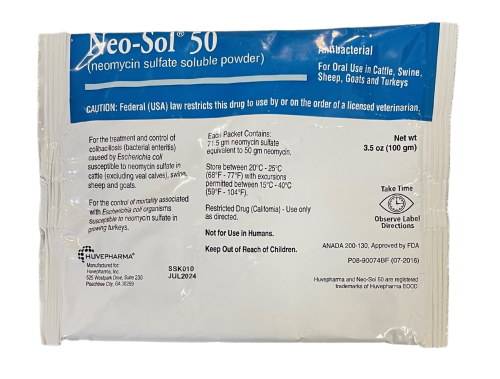 Neo-Sol® 50
(neomycin sulfate soluble powder)
Antibacterial
For Oral Use in Cattle, Swine,
Sheep, Goats and Turkeys
CAUTION: Federal (USA) law restricts this drug to use by or on the order of a licensed veterinarian.
For the treatment and control of
colibacillosis (bacterial enteritis)
caused by Escherichia coli
susceptible to neomycin sulfate in
cattle (excluding veal calves), swine,
sheep and goats.
For the control of mortality associated
with Escherichia coli organisms
susceptible to neomycin sulfate in
growing turkeys.
HUVEPHARMA®
Manufactured for:
Huvepharma, Inc.
525 Westpark Drive, Suite 230
Peachtree City, GA 30269
SSK010
JUL2024
Each Packet Contains:
71.5 gm neomycin sulfate
equivalent to 50 gm neomycin.
Store between 20°C - 25°C
(68°F - 77°F) with excursions
permitted between 15°C - 40°C
(59°F - 104°F).
Restricted Drug (California) - Use only
as directed.
Not for Use in Humans.
Keep Out of Reach of Children.
Net wt
3.5 oz (100 gm)
Take Time
Observe Label
Directions
ANADA 200-130, Approved by FDA
P08-90074BF (07-2016)
Huvepharma and Neo-Sol 50 are registered
trademarks of Huvepharma EOOD